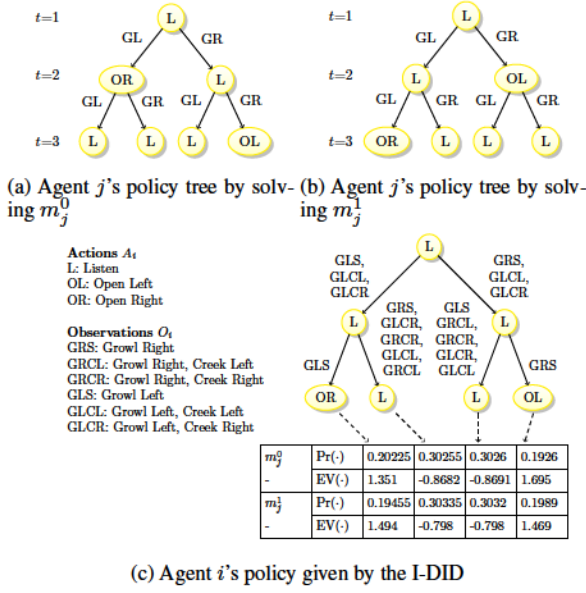 t=1
L
GL
GR
t=2
OR
L
GL
GR
GL
GR
t=3
L
L
L
OL
t=1
L
GL
GR
t=2
L
OL
GL
GR
GL
GR
t=3
OR
L
L
L
(a) Agent j's policy tree by solv-
ing m_j^0
(b) Agent j's policy tree by solv-
ing m_j^1
Actions A_i
L: Listen
OL: Open Left
OR: Open Right
Observations O_i
GRS: Growl Right
GRCL: Growl Right, Creek Left
GRCR: Growl Right, Creek Right
GLS: Growl Left
GLCL: Growl Left, Creek Left
GLCR: Growl Left, Creek Right
L
GLS,
GLCL,
GLCR
GRS,
GLCL,
GLCR
L
L
GLS
GRS,
GLCR,
GRCR,
GLCL,
GRCL
GLS
GRCL,
GRCR,
GLCR,
GLCL
GRS
OR
L
L
OL
m_j^0 Pr(·) 0.20225 0.30255 0.3026 0.1926
- EV(·) 1.351 -0.8682 -0.8691 1.695
m_j^1 Pr(·) 0.19455 0.30335 0.3032 0.1989
- EV(·) 1.494 -0.798 -0.798 1.469
(c) Agent i's policy given by the I-DID